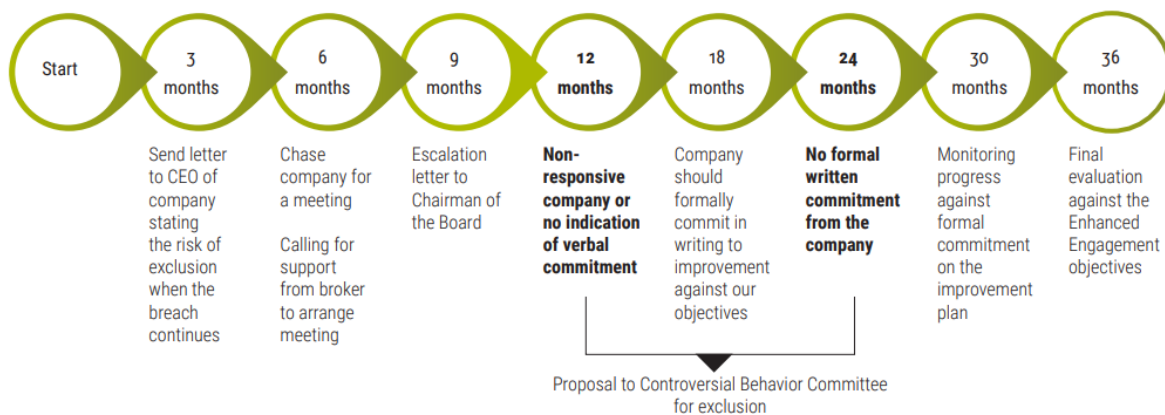 Start
3
months
6
months
9
months
12
months
18
months
24
months
30
months
36
months
Send letter
to CEO of
company
stating
the risk of
exclusion
when the
breach
continues
Chase
company for
a meeting
Calling for
support
from broker
to arrange
meeting
Escalation
letter to
Chairman of
the Board
Non-
responsive
company or
no indication
of verbal
commitment
Company
should
formally
commit in
writing to
improvement
against our
objectives
No formal
written
commitment
from the
company
Monitoring
progress
against
formal
commitment
on the
improvement
plan
Final
evaluation
against the
Enhanced
Engagement
objectives
Proposal to Controversial Behavior Committee
for exclusion